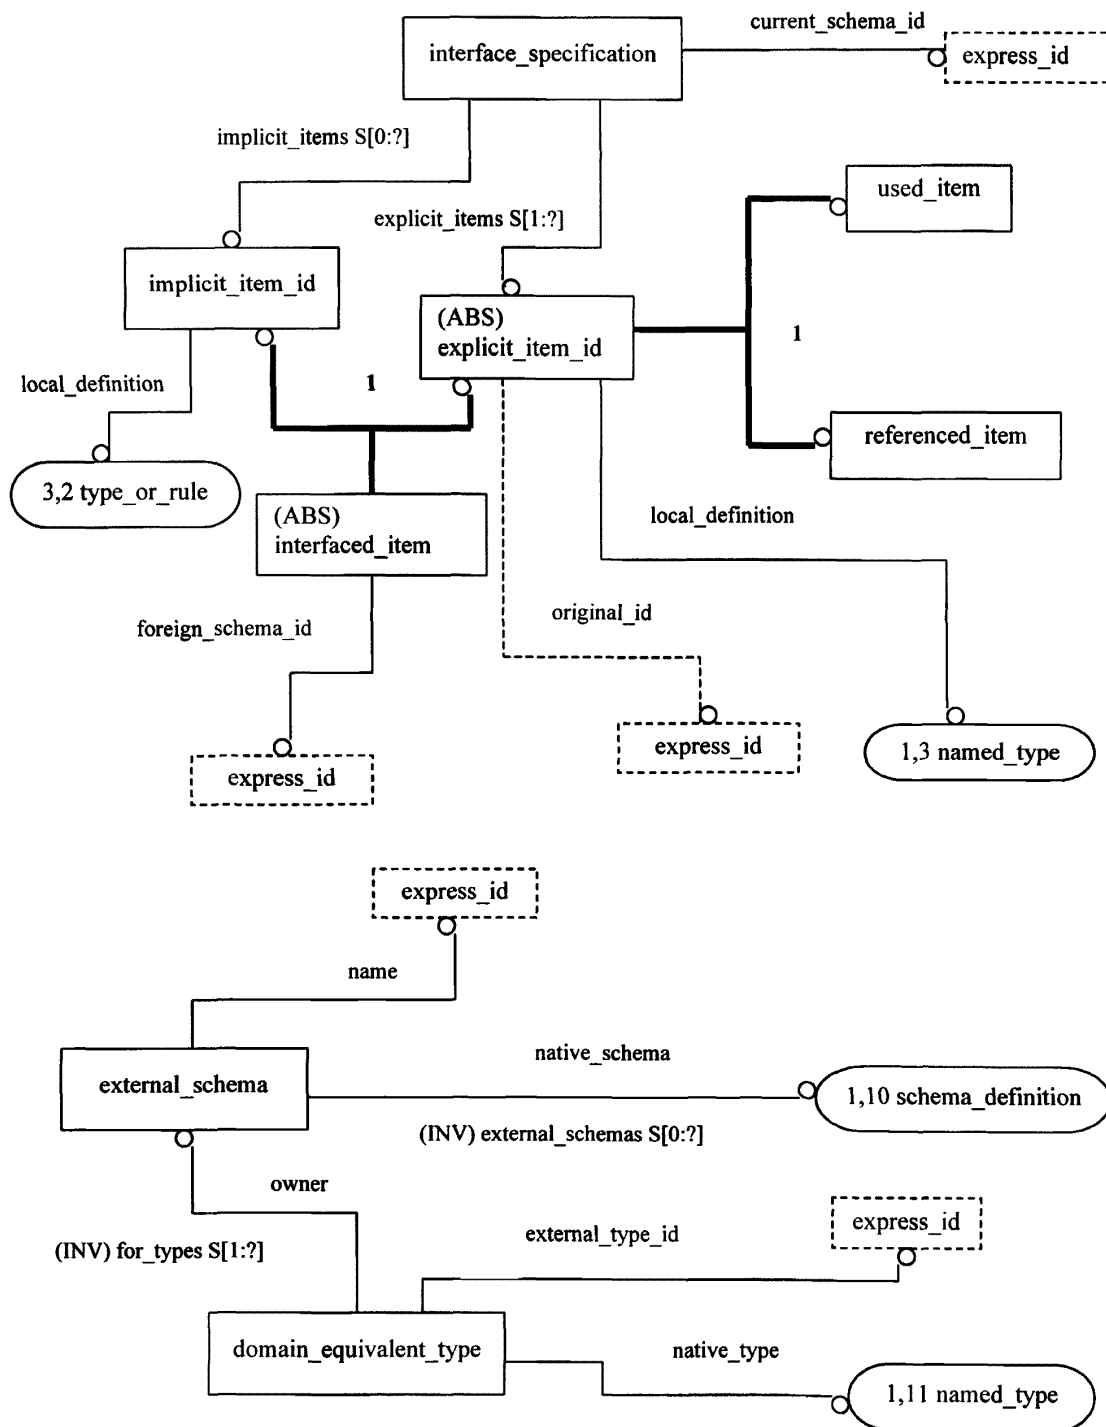 current_schema_id
interface_specification
express_id
implicit_items S[0:?]
used_item
explicit_items S[1:?]
implicit_item_id
(ABS)
explicit_item_id
1
local_definition
1
referenced_item
3,2 type_or_rule
(ABS)
interfaced_item
local_definition
foreign_schema_id
original_id
express_id
express_id
1,3 named_type
express_id
name
native_schema
external_schema
1,10 schema_definition
(INV) external_schemas S[0:?]
owner
express_id
external_type_id
(INV) for_types S[1:?]
domain_equivalent_type
native_type
1,11 named_type